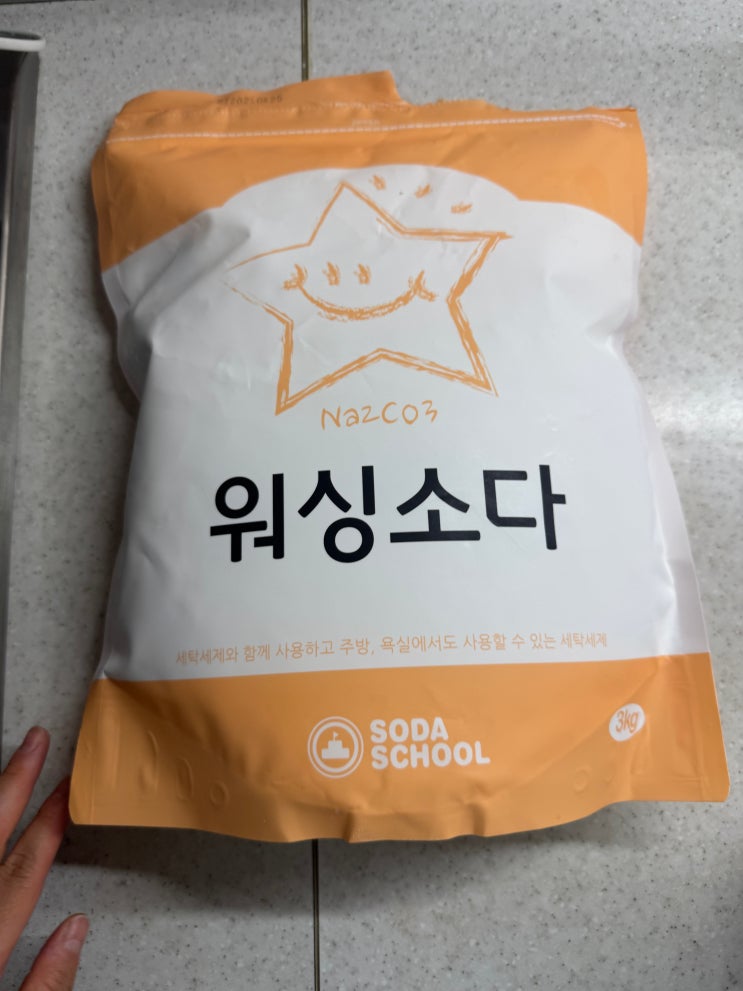 Na2CO3
워싱소다
세탁세제와 함께 사용하고 주방, 욕실에서도 사용할 수 있는 세탁세제
SODA
SCHOOL
3kg